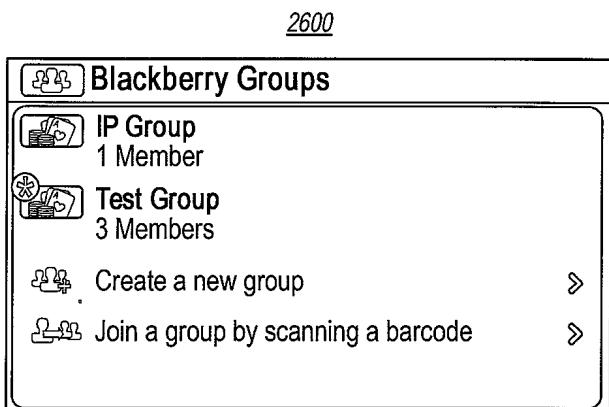 2600
Blackberry Groups
IP Group
1 Member
Test Group
3 Members
Create a new group
Join a group by scanning a barcode